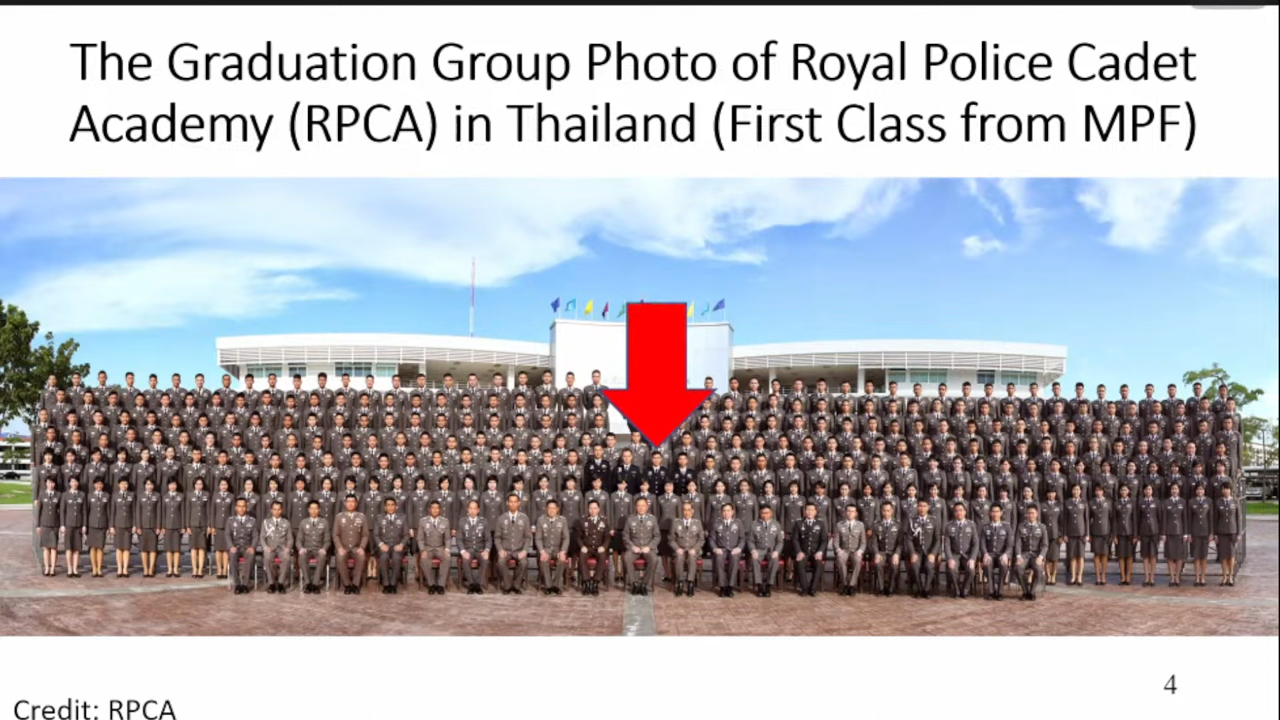 The Graduation Group Photo of Royal Police Cadet
Academy (RPCA) in Thailand (First Class from MPF)
4
Credit: RPCA